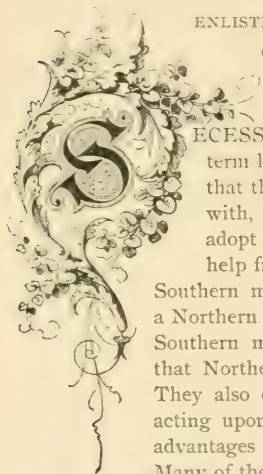 ENLISTI
SECESS
term l
that th
with,
adopt
help fr
Southern m
a Northern
Southern m
that Northe
They also
acting upon
advantages
Many of the